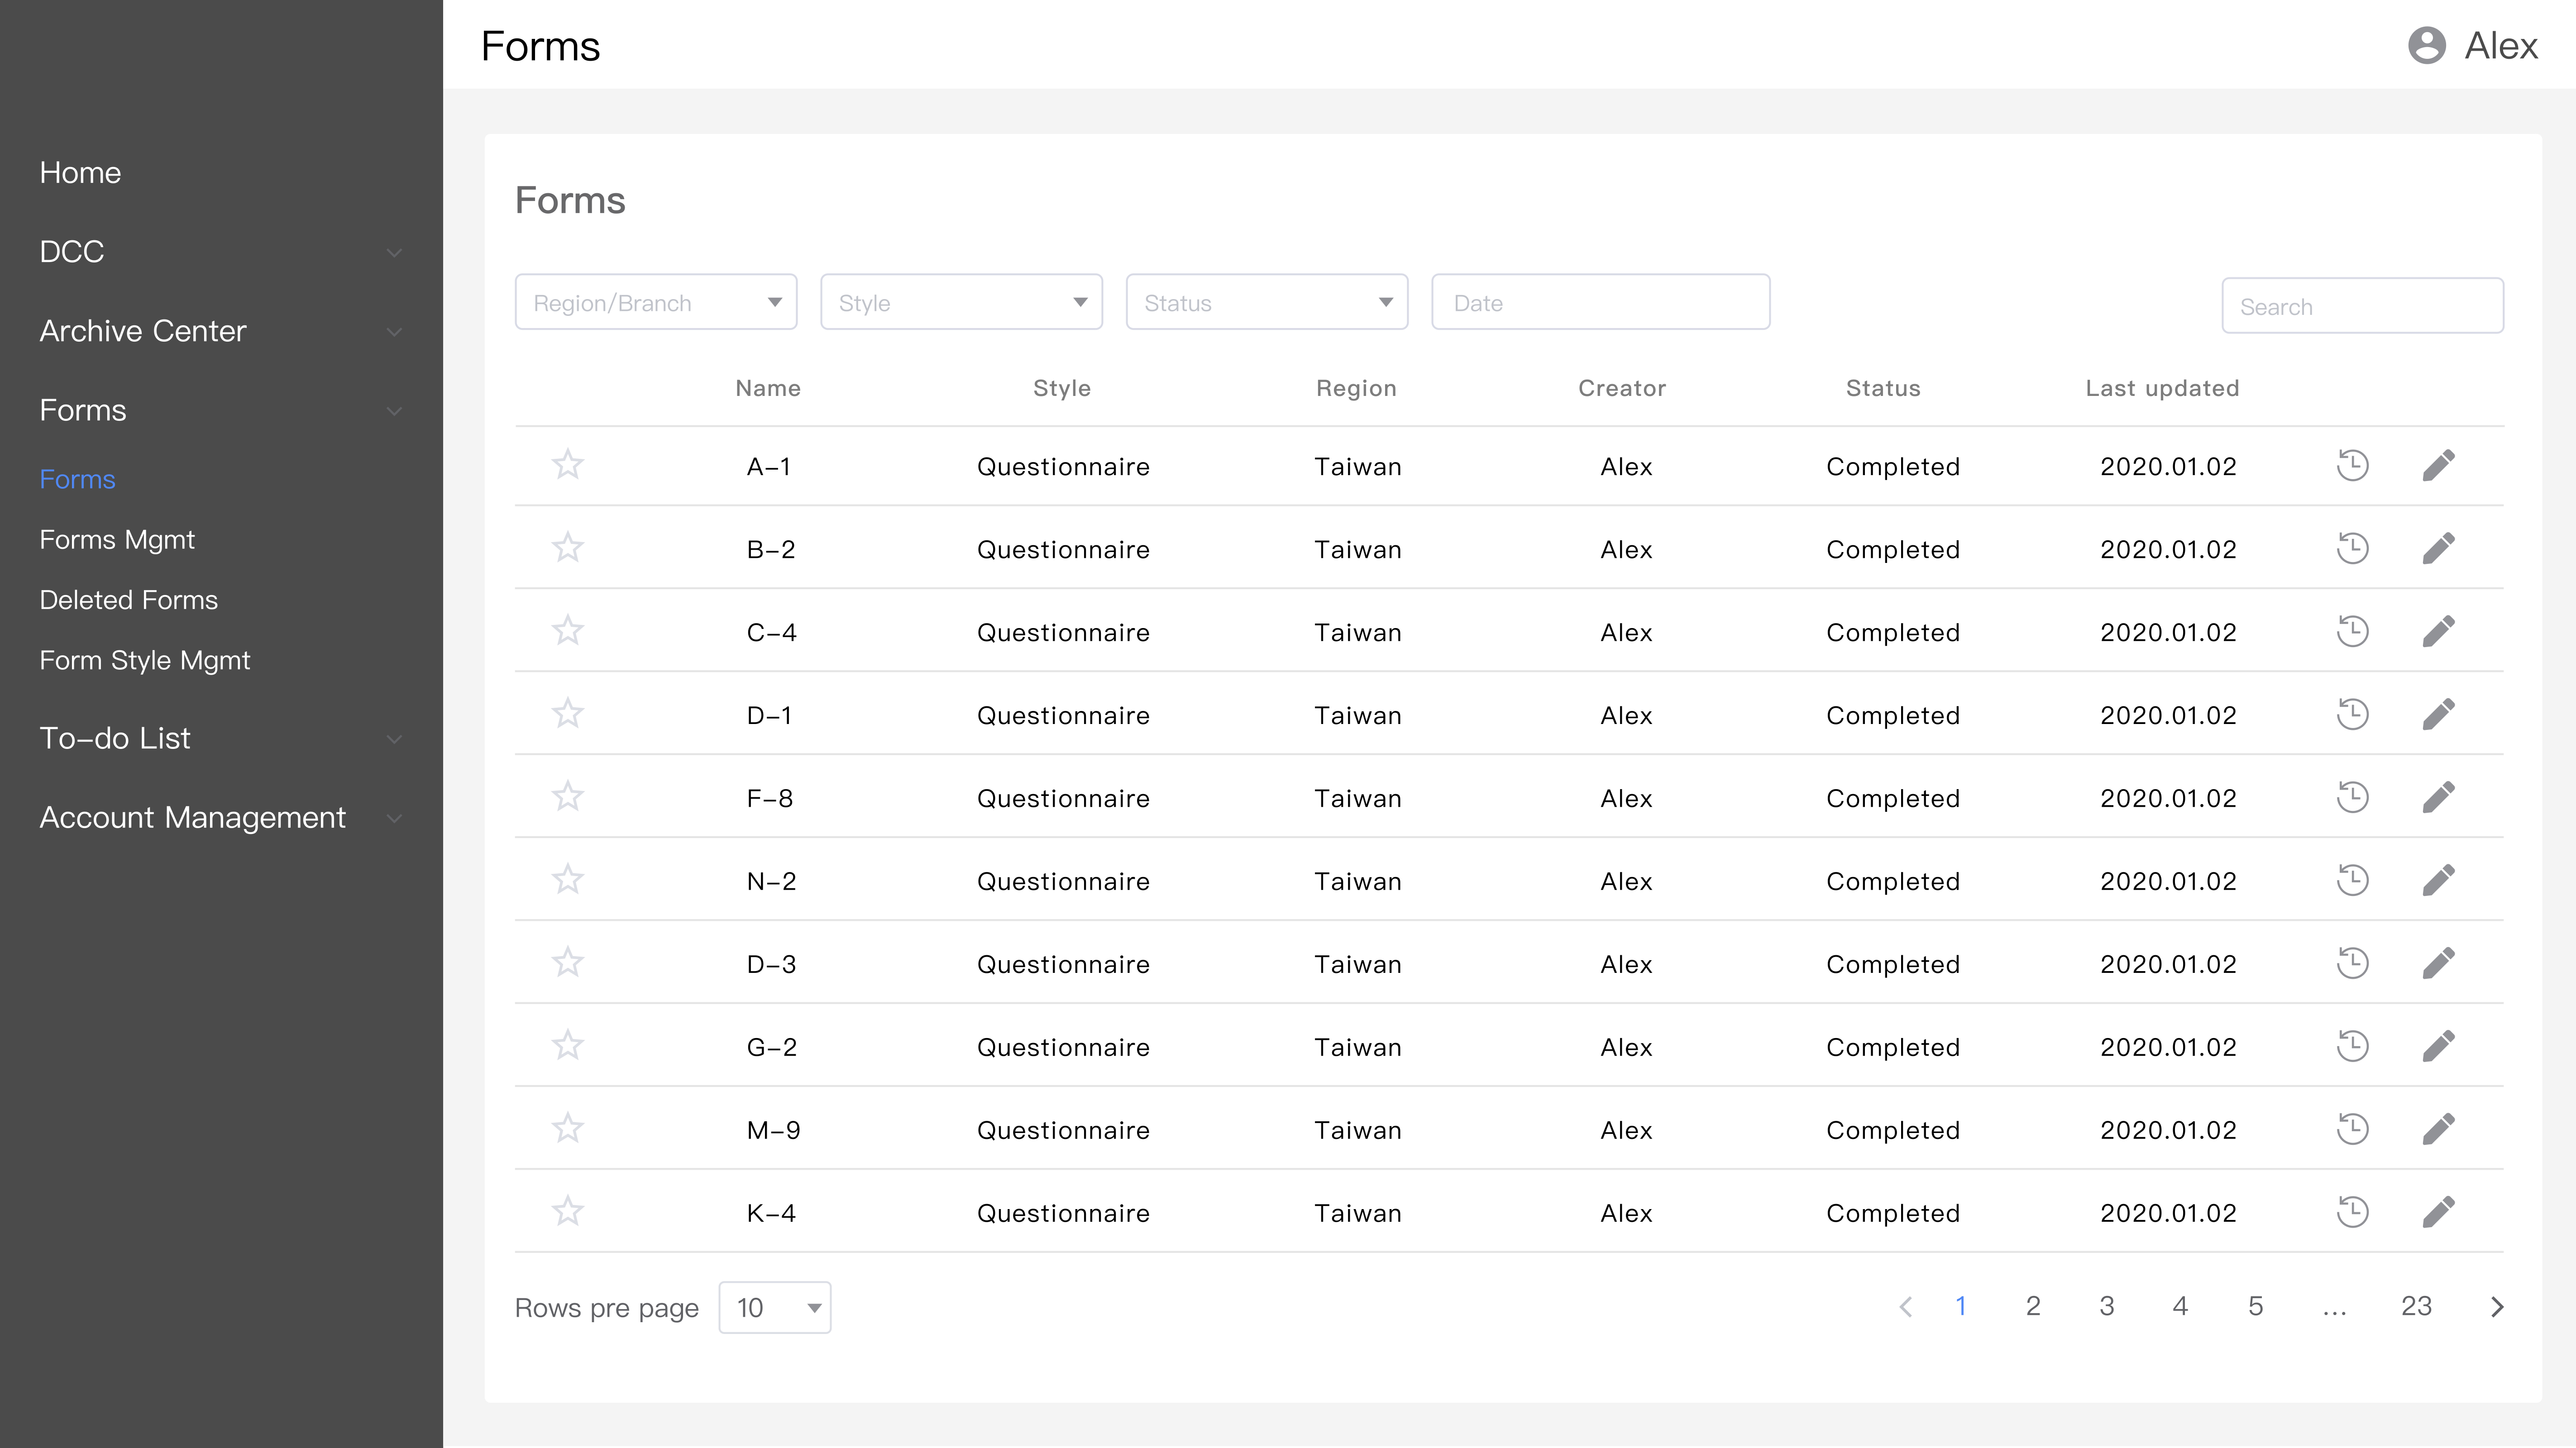 Forms
Alex
Home
DCC
Archive Center
Forms
Forms
Forms Mgmt
Deleted Forms
Form Style Mgmt
To-do List
Account Management
Forms
Region/Branch Style Status Date Search
Name Style Region Creator Status Last updated
A-1 Questionnaire Taiwan Alex Completed 2020.01.02
B-2 Questionnaire Taiwan Alex Completed 2020.01.02
C-4 Questionnaire Taiwan Alex Completed 2020.01.02
D-1 Questionnaire Taiwan Alex Completed 2020.01.02
F-8 Questionnaire Taiwan Alex Completed 2020.01.02
N-2 Questionnaire Taiwan Alex Completed 2020.01.02
D-3 Questionnaire Taiwan Alex Completed 2020.01.02
G-2 Questionnaire Taiwan Alex Completed 2020.01.02
M-9 Questionnaire Taiwan Alex Completed 2020.01.02
K-4 Questionnaire Taiwan Alex Completed 2020.01.02
Rows pre page 10 1 2 3 4 5 ... 23